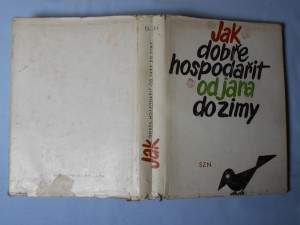 Jak
dobře
hospodařit
od jara
do zimy
SZN
Jak